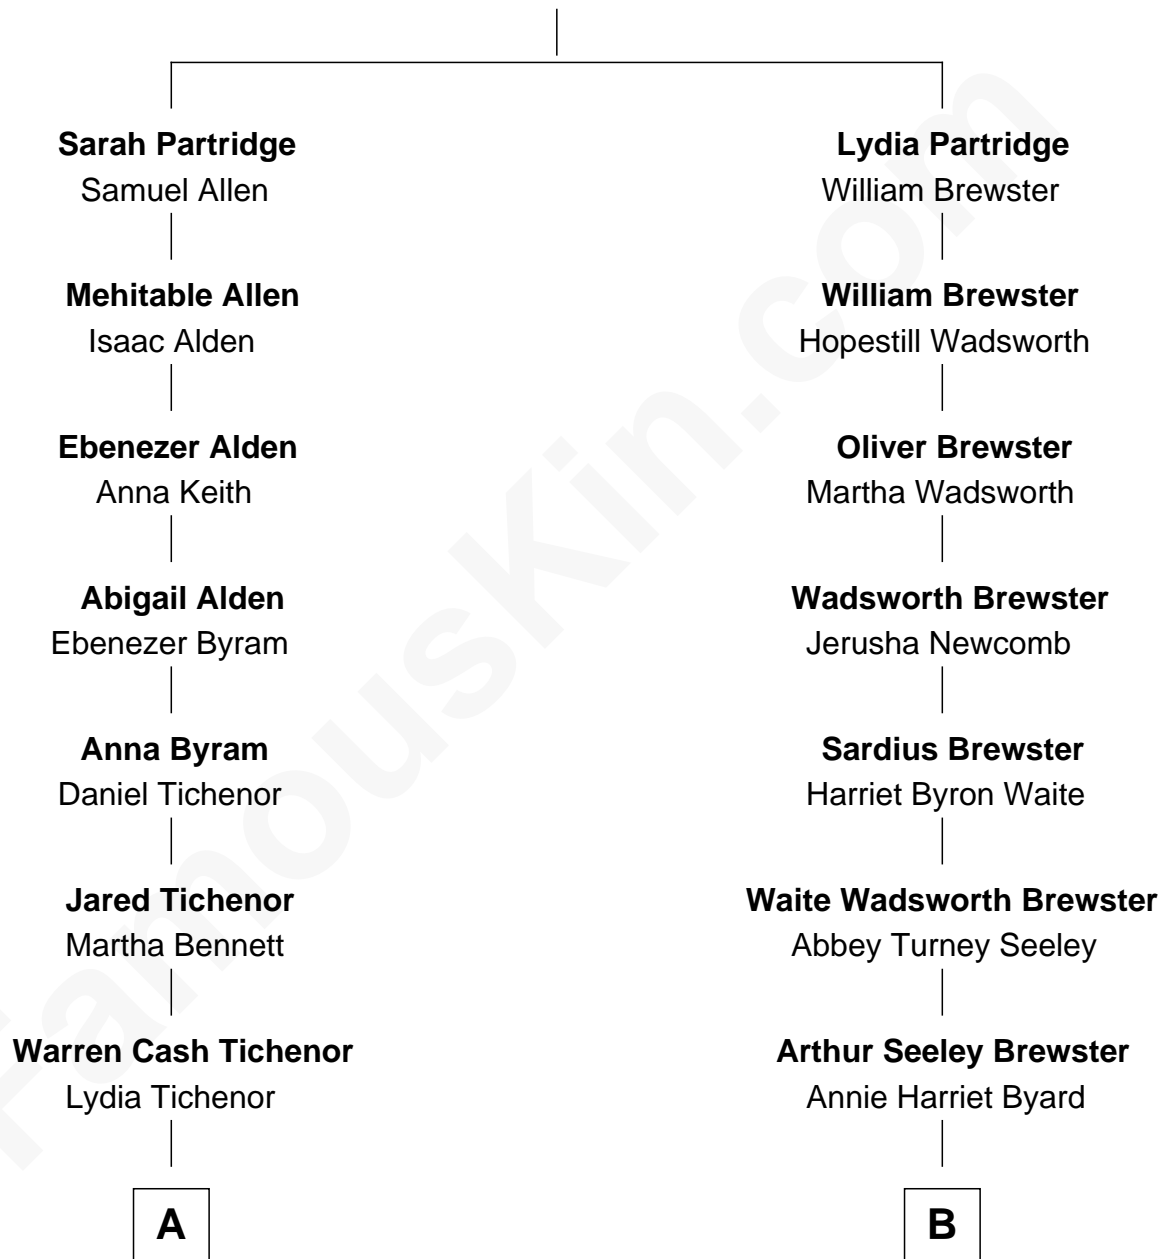 Sarah Partridge
Samuel Allen
Mehitable Allen
Isaac Alden
Ebenezer Alden
Anna Keith
Abigail Alden
Ebenezer Byram
Anna Byram
Daniel Tichenor
Jared Tichenor
Martha Bennett
Warren Cash Tichenor
Lydia Tichenor
A
Lydia Partridge
William Brewster
William Brewster
Hopestill Wadsworth
Oliver Brewster
Martha Wadsworth
Wadsworth Brewster
Jerusha Newcomb
Sardius Brewster
Harriet Byron Waite
Waite Wadsworth Brewster
Abbey Turney Seeley
Arthur Seeley Brewster
Annie Harriet Byard
B
FamousKin.com